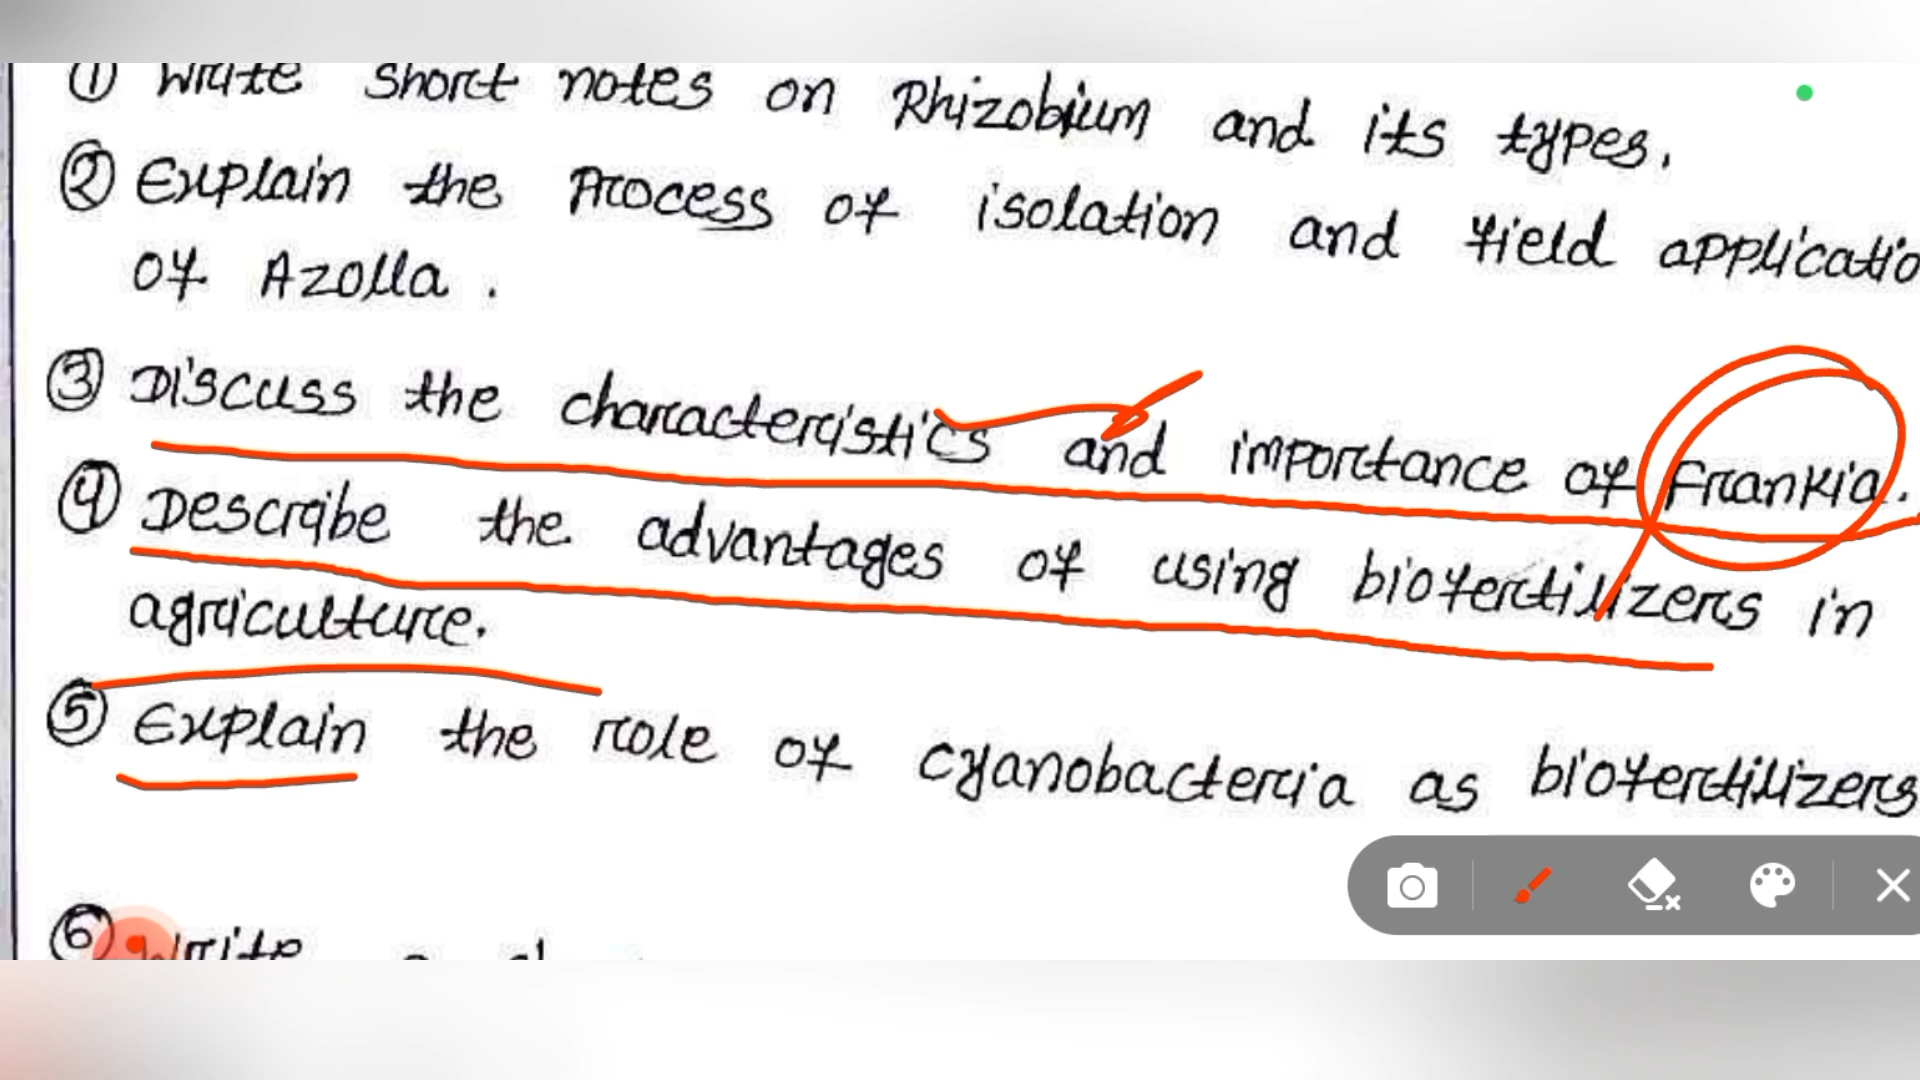 ① Write short notes on Rhizobium and its types.
② Explain the Process of isolation and field applicatio
of Azolla .
③ Discuss the characteristics and importance of Frankia.
④ Describe the advantages of using biofertilizers in
agriculture.
⑤ Explain the role of cyanobacteria as biofertilizers
⑥ Write a